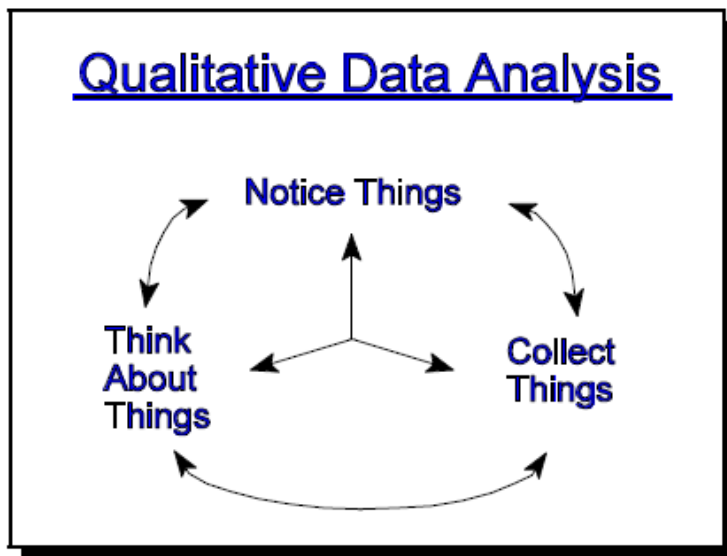 Qualitative Data Analysis
Notice Things
Think
About
Things
Collect
Things